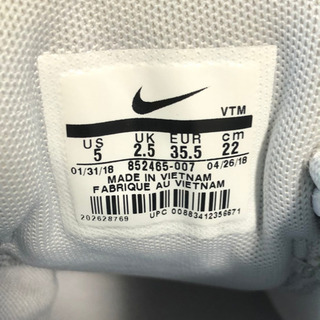 VTM
US UK EUR cm
5 2.5 35.5 22
01/31/18 852465-007 04/26/18
MADE IN VIETNAM
FABRIQUE AU VIETNAM
202628769
UPC 00883412356671